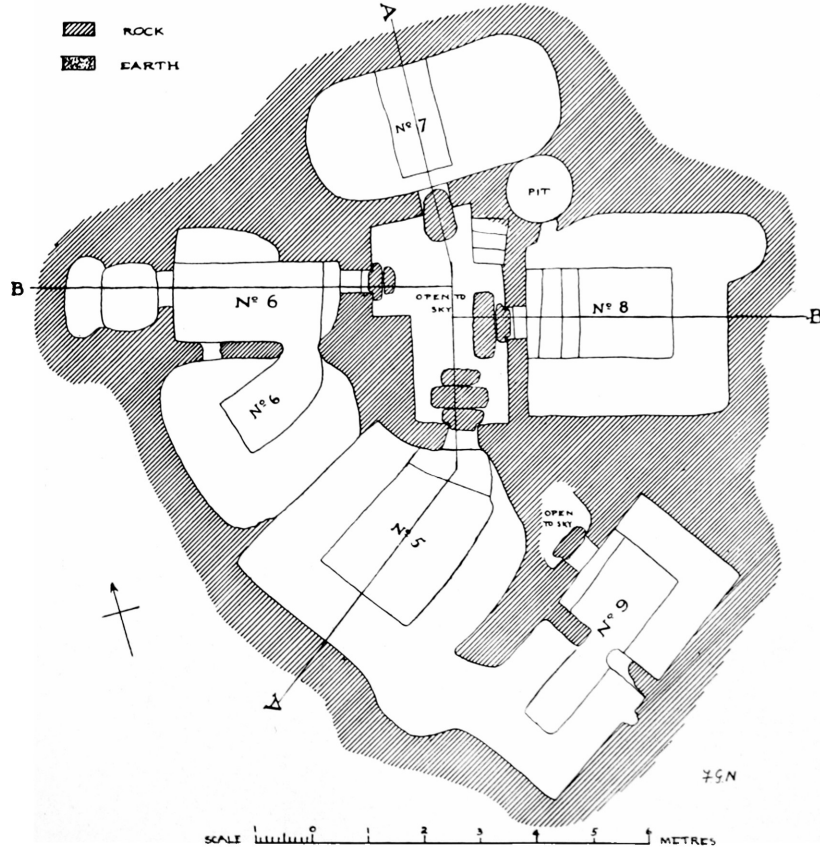 ROCK
EARTH
A
Nº 7
PIT
B
Nº 6
OPEN TO
SKY
Nº 8
B
Nº 6
Nº 5
OPEN
TO SKY
Nº 9
A
F.G.N
SCALE 1 0 1 2 3 4 5 6 METRES